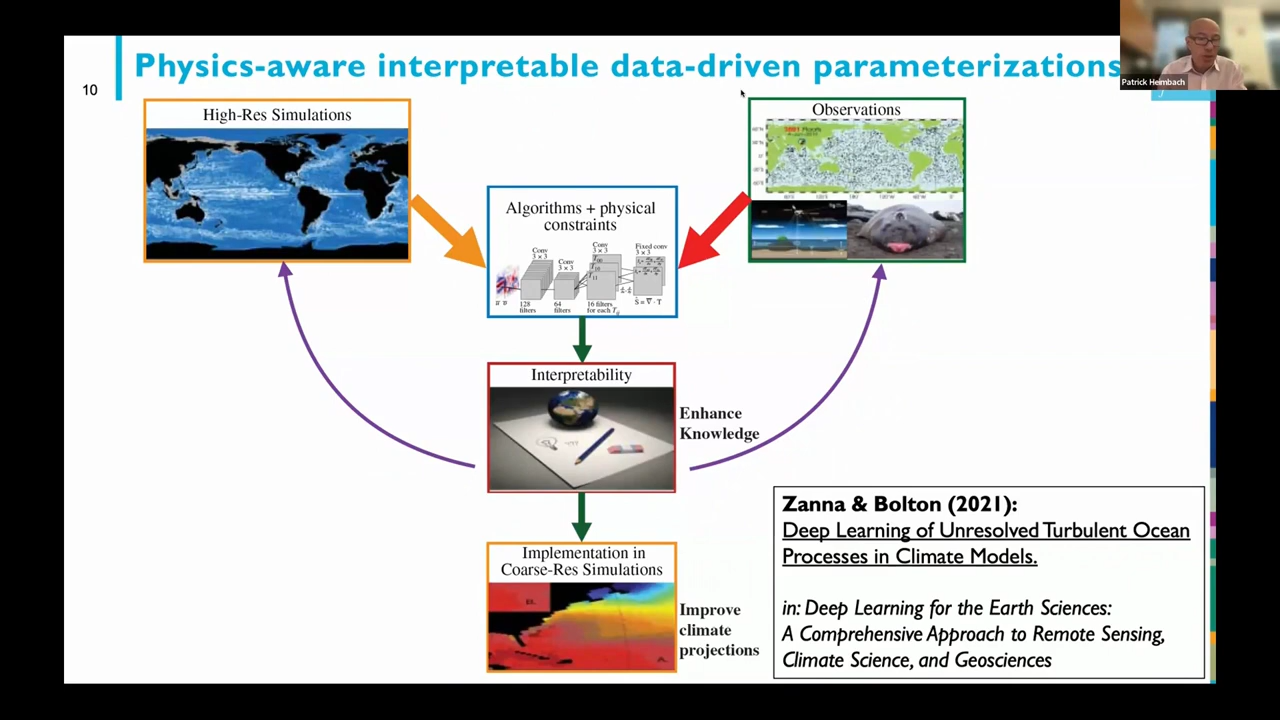 Physics-aware interpretable data-driven parameterizations
Patrick Heimbach
10
High-Res Simulations
Observations
Algorithms + physical
constraints
Conv
3 × 3
Conv
3 × 3
Conv
3 × 3
Fixed conv
3 × 3
128
filters
64
filters
16 filters
for each
Interpretability
Enhance
Knowledge
Implementation in
Coarse-Res Simulations
Improve
climate
projections
Zanna & Bolton (2021):
Deep Learning of Unresolved Turbulent Ocean
Processes in Climate Models.
in: Deep Learning for the Earth Sciences:
A Comprehensive Approach to Remote Sensing,
Climate Science, and Geosciences